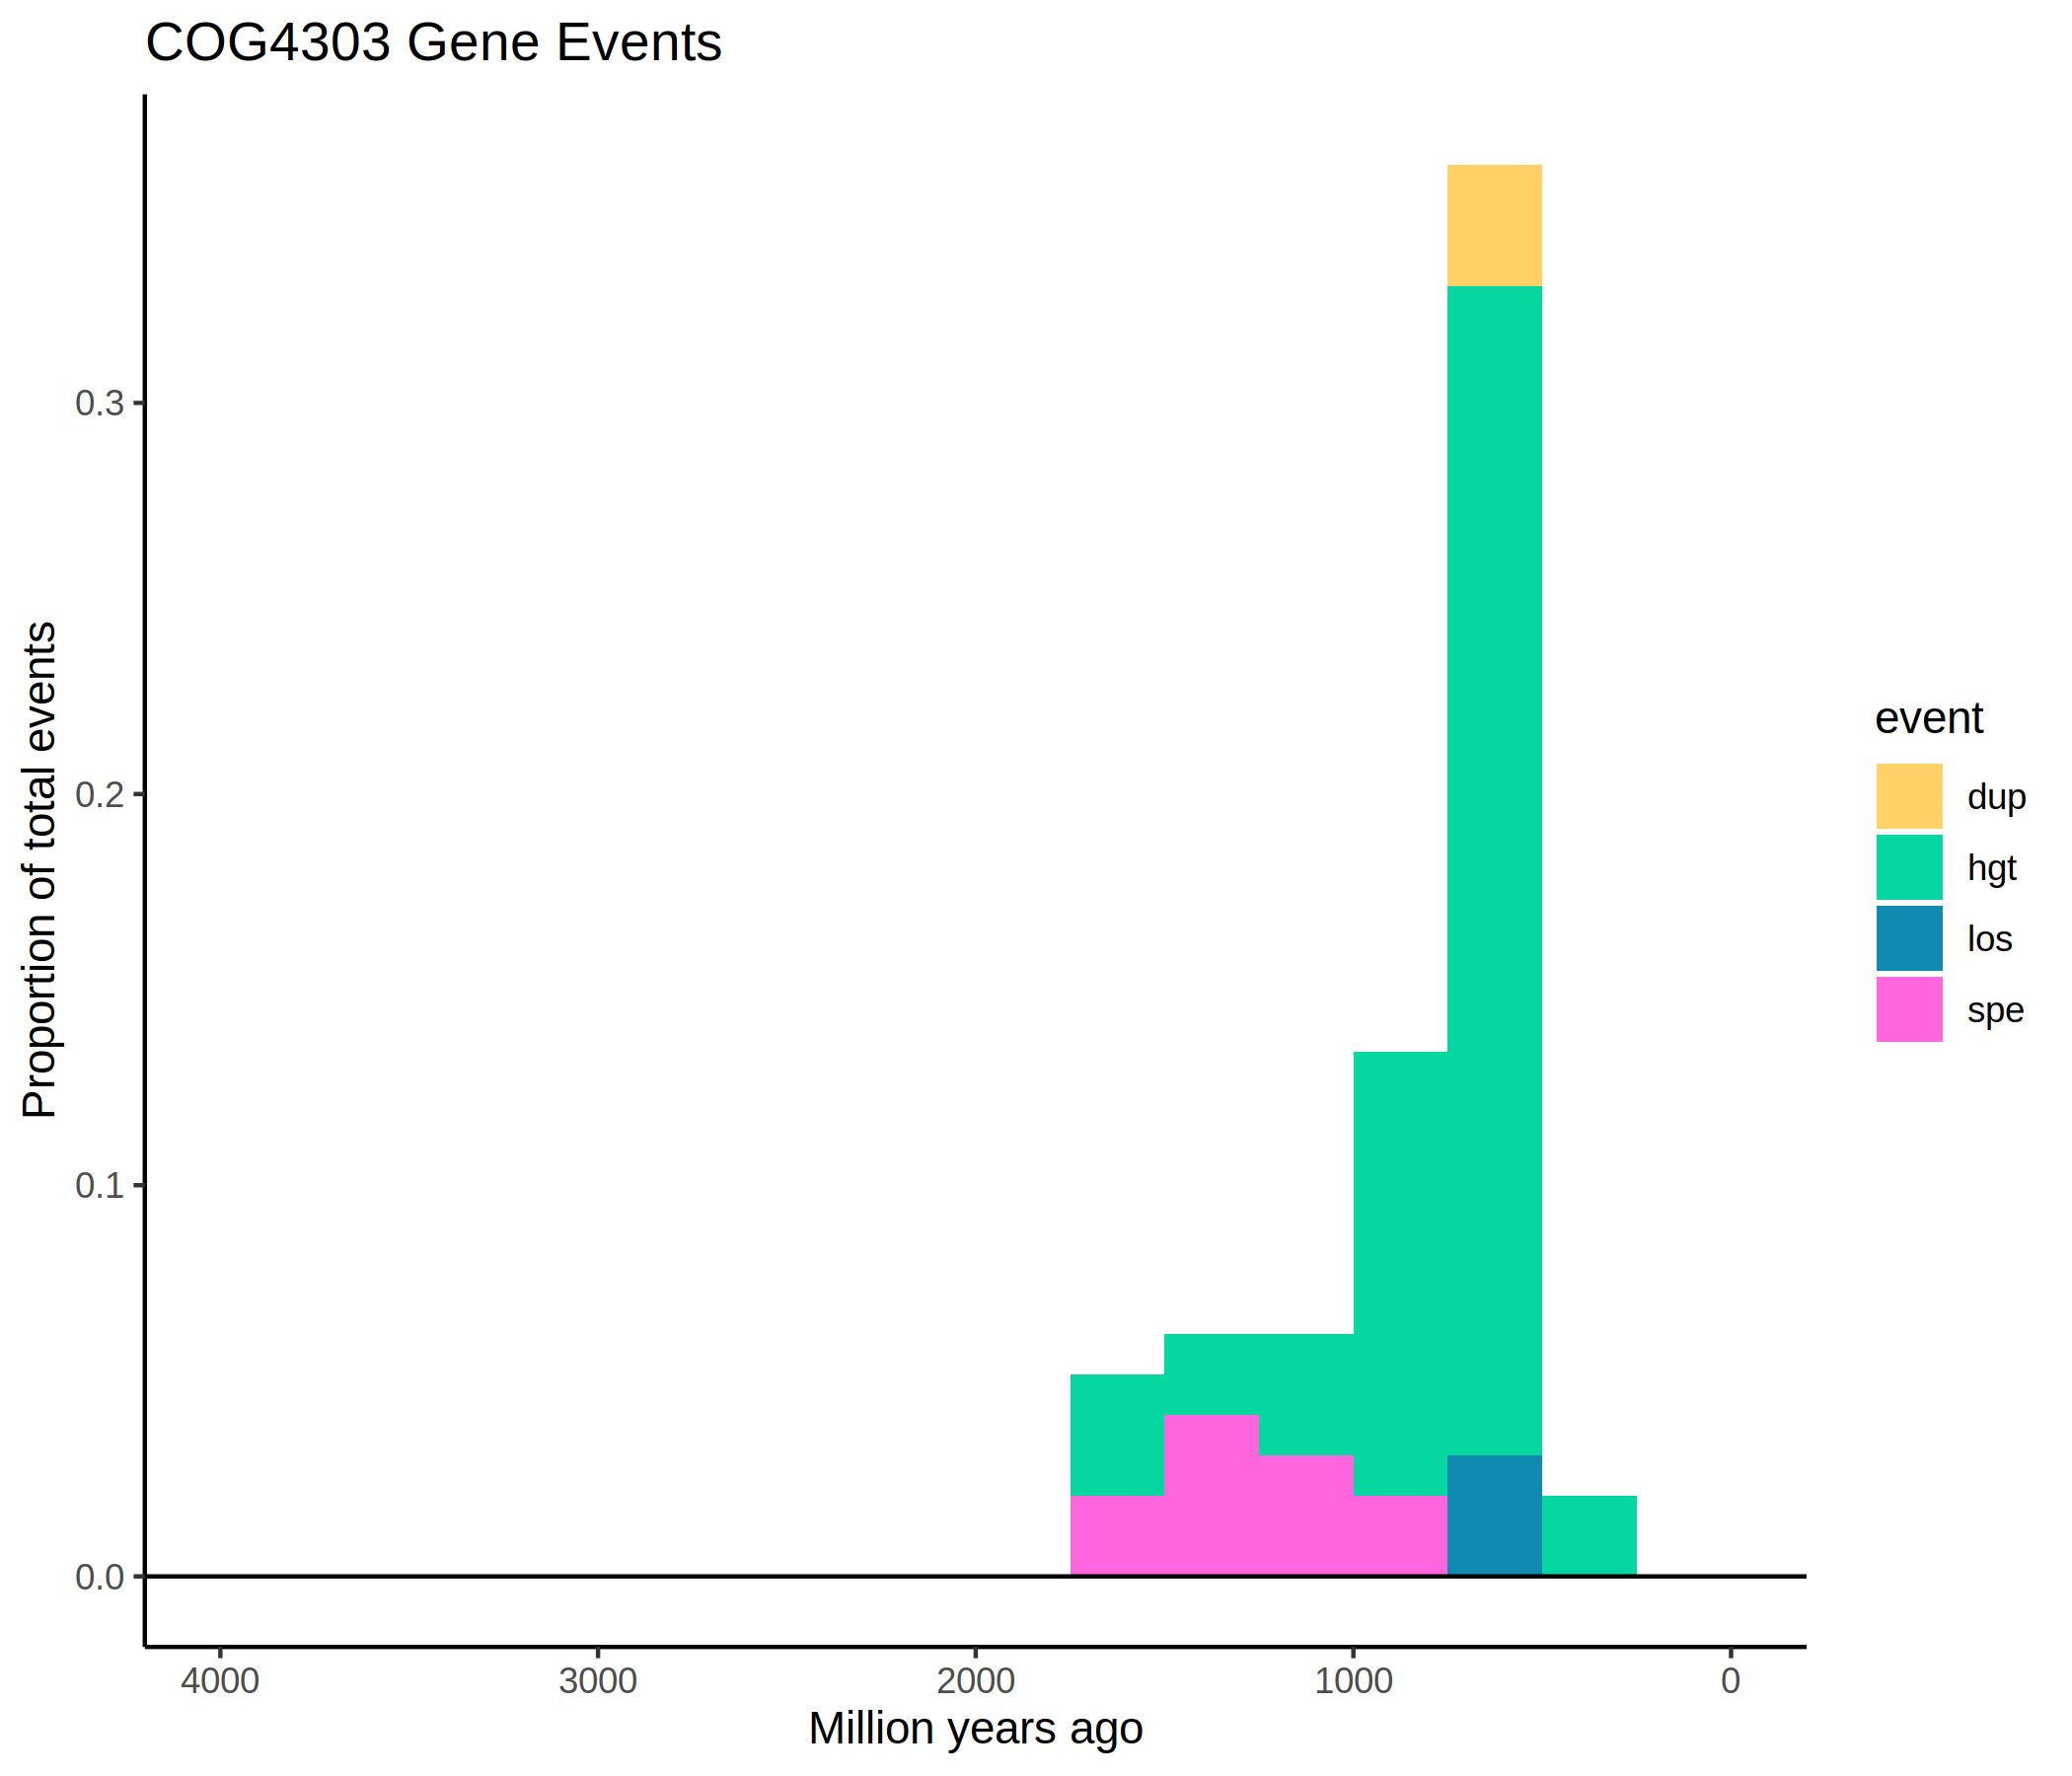 COG4303 Gene Events
Proportion of total events
0.3
0.2
0.1
0.0
4000 3000 2000 1000 0
Million years ago
event
dup
hgt
los
spe